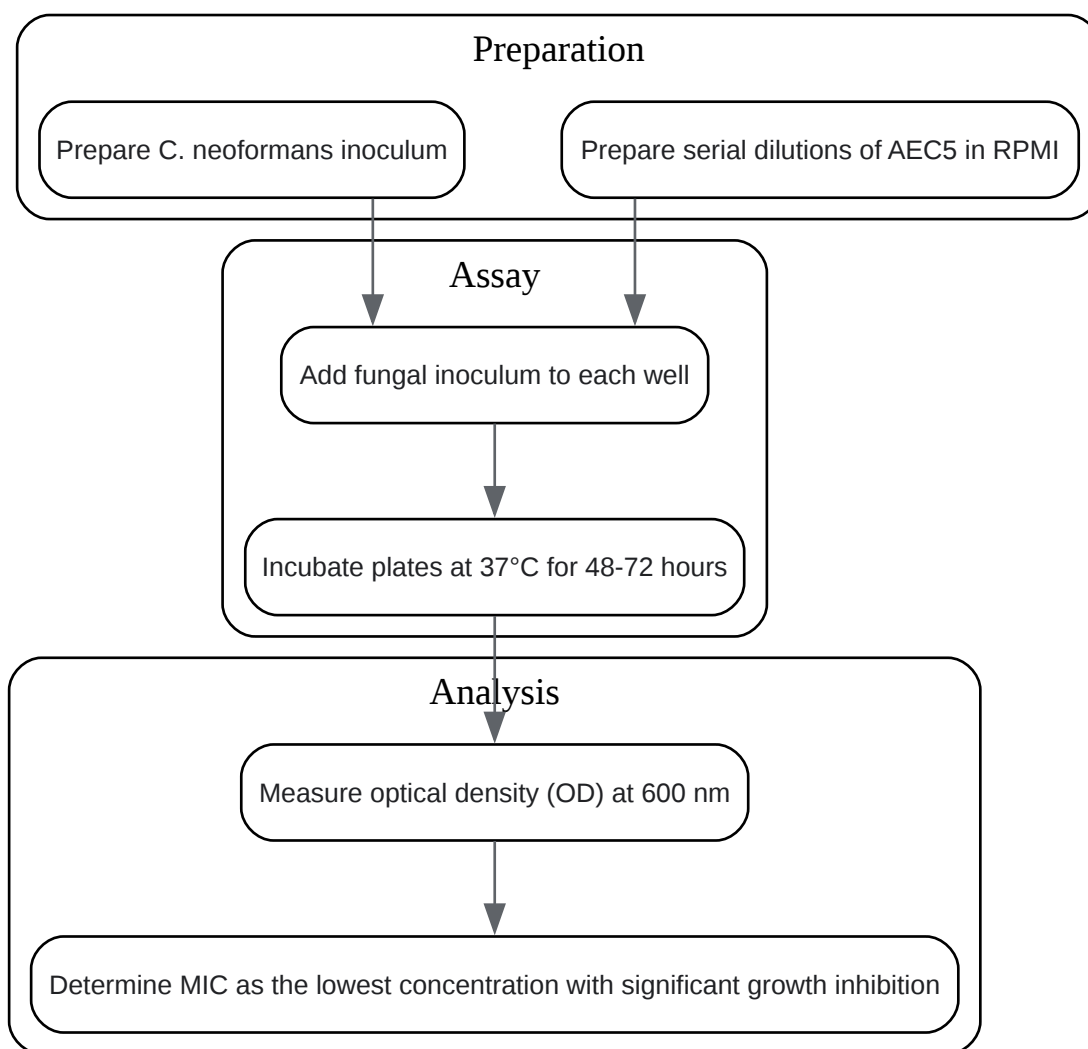 Preparation
Prepare C. neoformans inoculum
Prepare serial dilutions of AEC5 in RPMI
Assay
Add fungal inoculum to each well
Incubate plates at 37°C for 48-72 hours
Analysis
Measure optical density (OD) at 600 nm
Determine MIC as the lowest concentration with significant growth inhibition